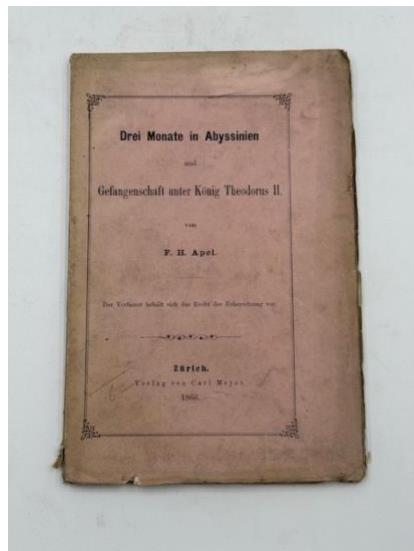 Drei Monate in Abyssinien
und
Gefangenschaft unter König Theodorus II.
von
F. H. Apel.
Der Verfasser behält sich das Recht der Uebersetzung vor.
Zürich.
Verlag von Carl Meyer
1866.